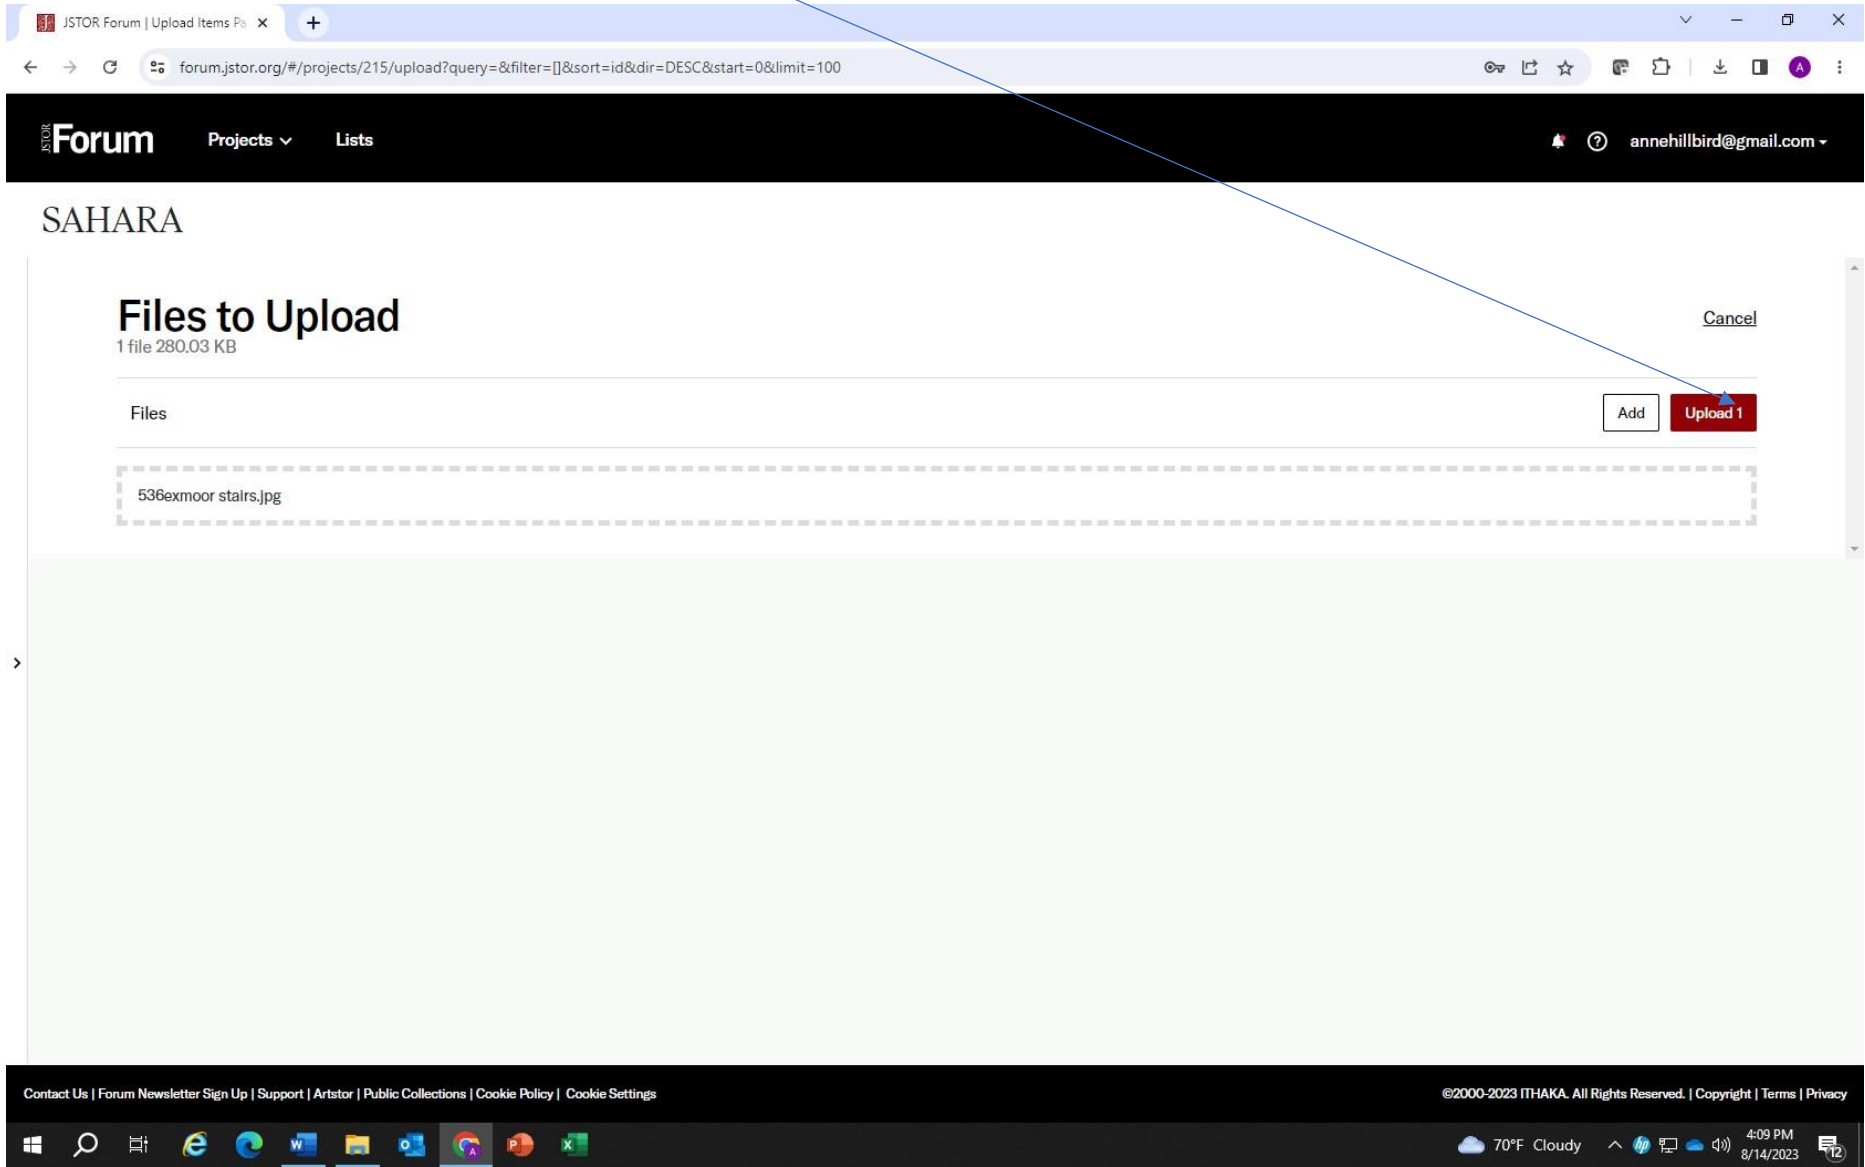 JSTOR Forum | Upload Items Pa
forum.jstor.org/#/projects/215/upload?query=&filter=[]&sort=id&dir=DESC&start=0&limit=100
A
JSTOR Forum Projects Lists annehillbird@gmail.com
SAHARA
Files to Upload
Cancel
1 file 280.03 KB
Files Add Upload 1
536exmoor stairs.jpg
Contact Us | Forum Newsletter Sign Up | Support | Artstor | Public Collections | Cookie Policy | Cookie Settings ©2000-2023 ITHAKA. All Rights Reserved. | Copyright | Terms | Privacy
70°F Cloudy 4:09 PM
8/14/2023
12